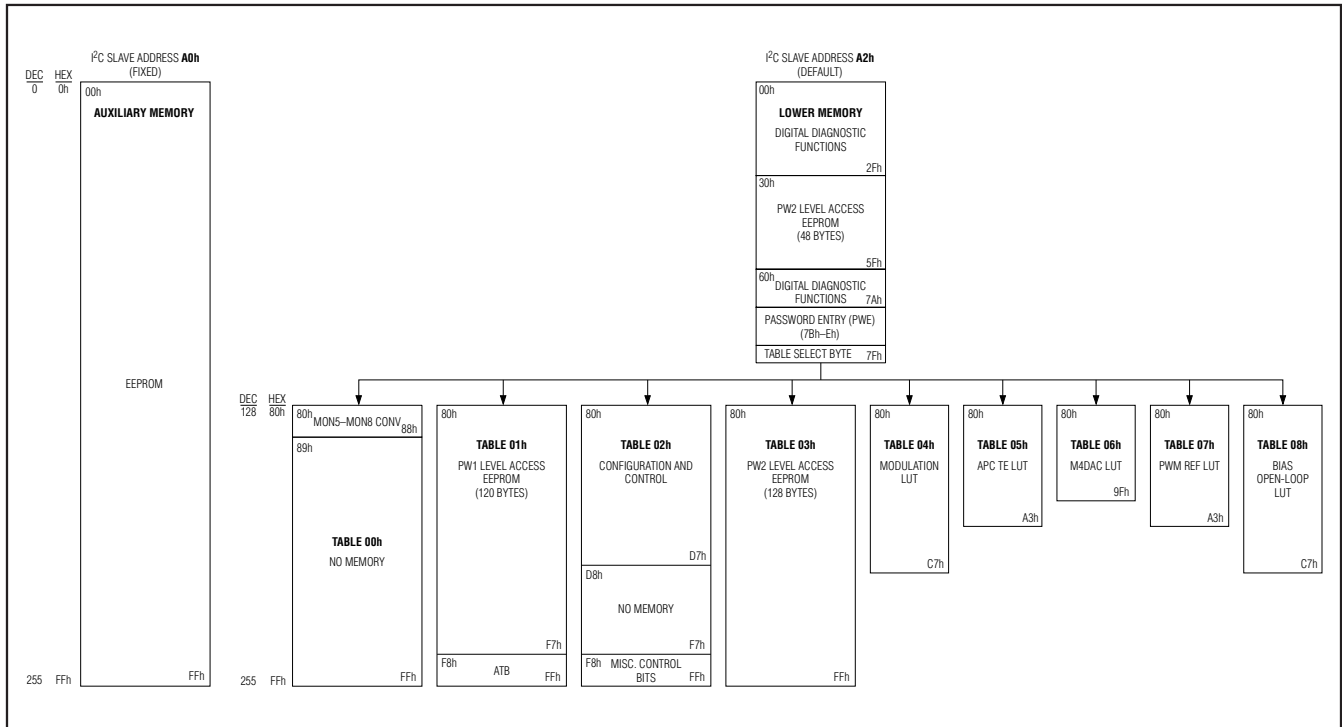 I²C SLAVE ADDRESS A0h
(FIXED)
DEC HEX
0 0h
00h
AUXILIARY MEMORY
EEPROM
FFh
255 FFh
I²C SLAVE ADDRESS A2h
(DEFAULT)
00h
LOWER MEMORY
DIGITAL DIAGNOSTIC
FUNCTIONS
2Fh
30h
PW2 LEVEL ACCESS
EEPROM
(48 BYTES)
5Fh
60h
DIGITAL DIAGNOSTIC
FUNCTIONS
7Ah
PASSWORD ENTRY (PWE)
(7Bh–Eh)
TABLE SELECT BYTE 7Fh
DEC HEX
128 80h
80h
MON5–MON8 CONV
88h
89h
TABLE 00h
NO MEMORY
FFh
255 FFh
80h
TABLE 01h
PW1 LEVEL ACCESS
EEPROM
(120 BYTES)
F7h
F8h
ATB
FFh
80h
TABLE 02h
CONFIGURATION AND
CONTROL
D7h
D8h
NO MEMORY
F7h
F8h
MISC. CONTROL
BITS
FFh
80h
TABLE 03h
PW2 LEVEL ACCESS
EEPROM
(128 BYTES)
FFh
80h
TABLE 04h
MODULATION
LUT
C7h
80h
TABLE 05h
APC TE LUT
A3h
80h
TABLE 06h
M4DAC LUT
9Fh
80h
TABLE 07h
PWM REF LUT
A3h
80h
TABLE 08h
BIAS
OPEN-LOOP
LUT
C7h